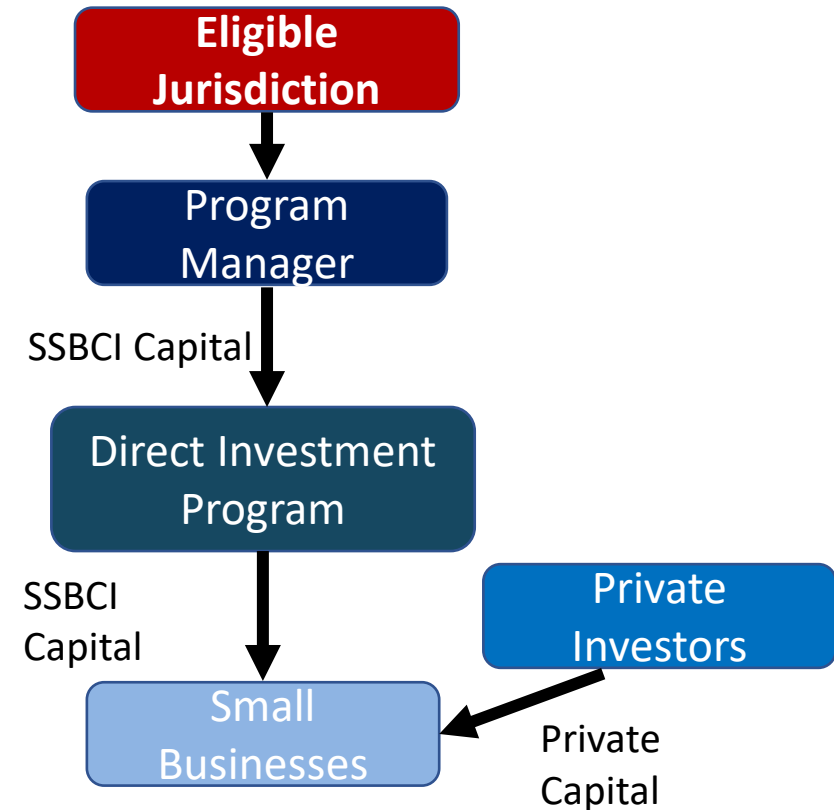 Eligible
Jurisdiction
Program
Manager
SSBCI Capital
Direct Investment
Program
SSBCI
Capital
Private
Investors
Small
Businesses
Private
Capital